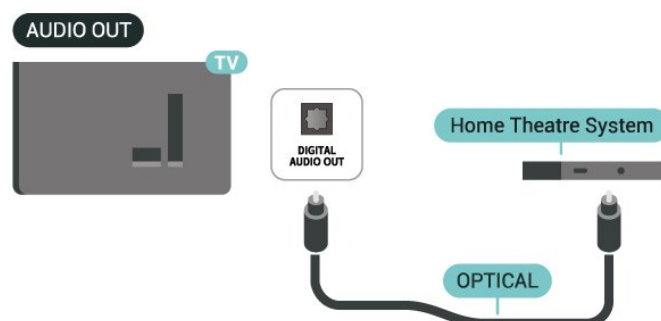 AUDIO OUT
TV
DIGITAL
AUDIO OUT
Home Theatre System
OPTICAL